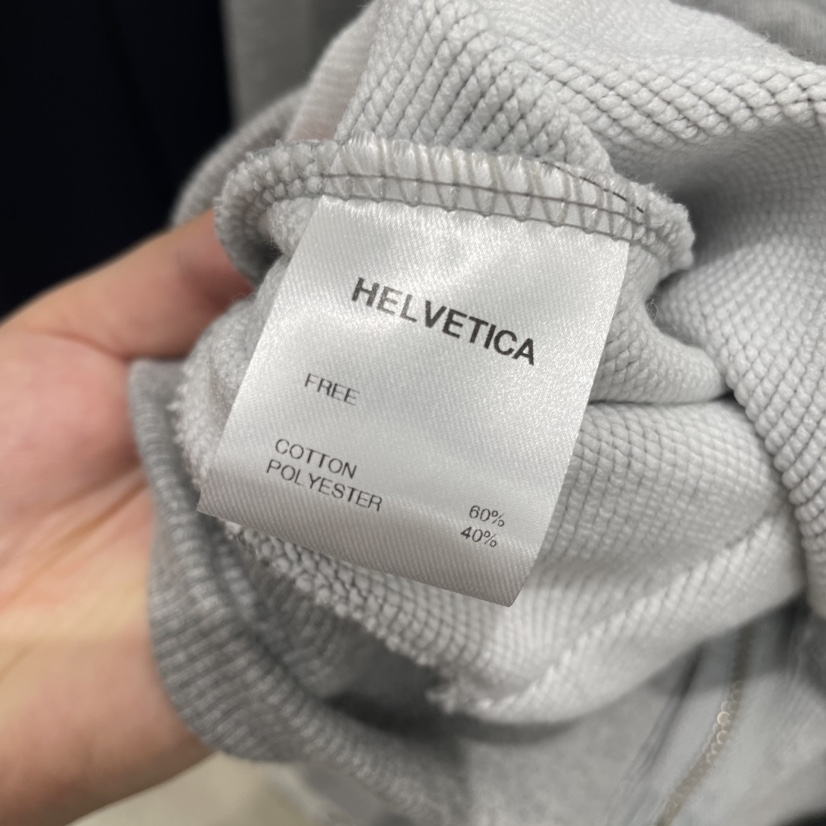 HELVETICA
FREE
COTTON 60%
POLYESTER 40%